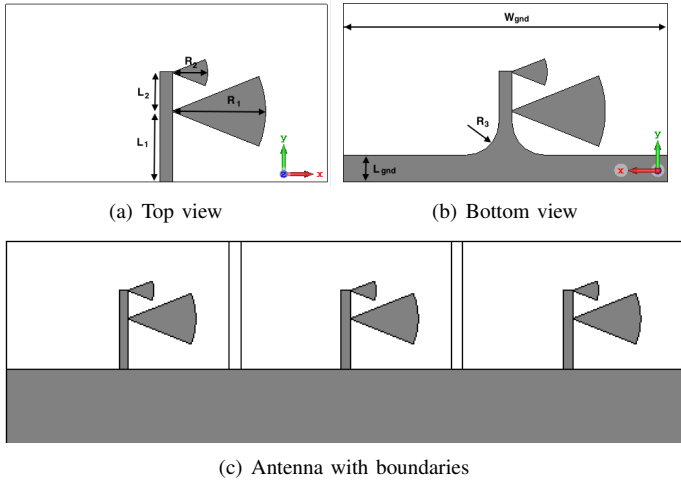 R2
L2
R1
L1
y
x
z
(a) Top view
Wgnd
R3
Lgnd
y
x
(b) Bottom view
(c) Antenna with boundaries